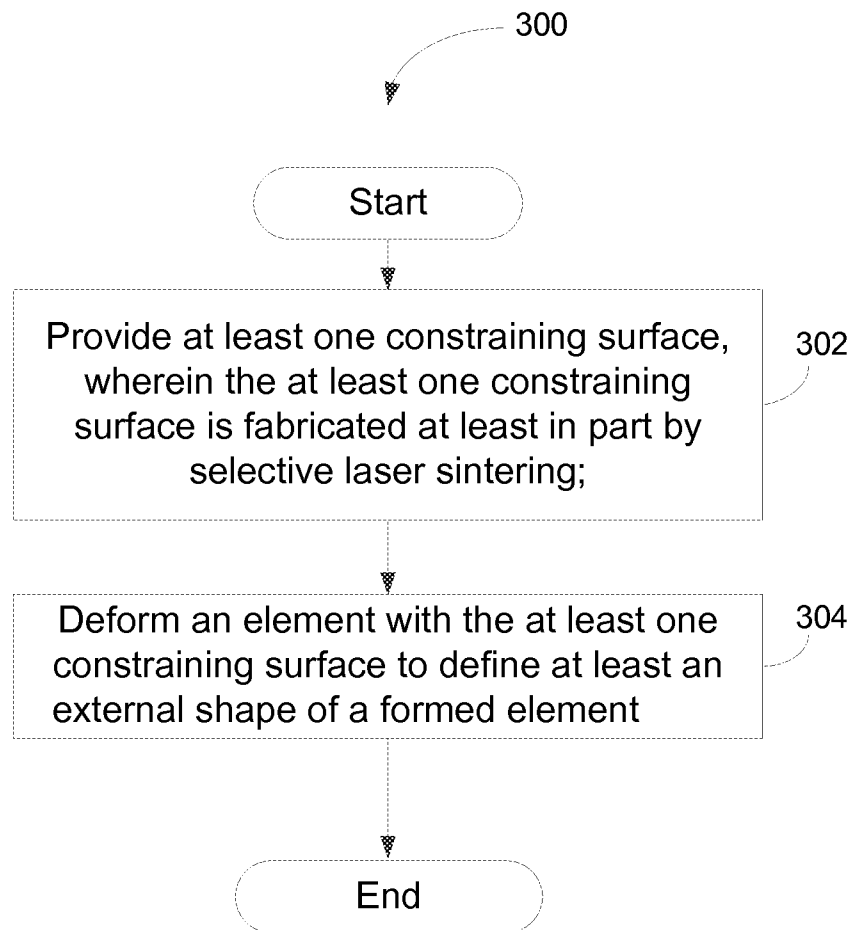 300
Start
Provide at least one constraining surface,
wherein the at least one constraining
surface is fabricated at least in part by
selective laser sintering;
302
Deform an element with the at least one
constraining surface to define at least an
external shape of a formed element
304
End